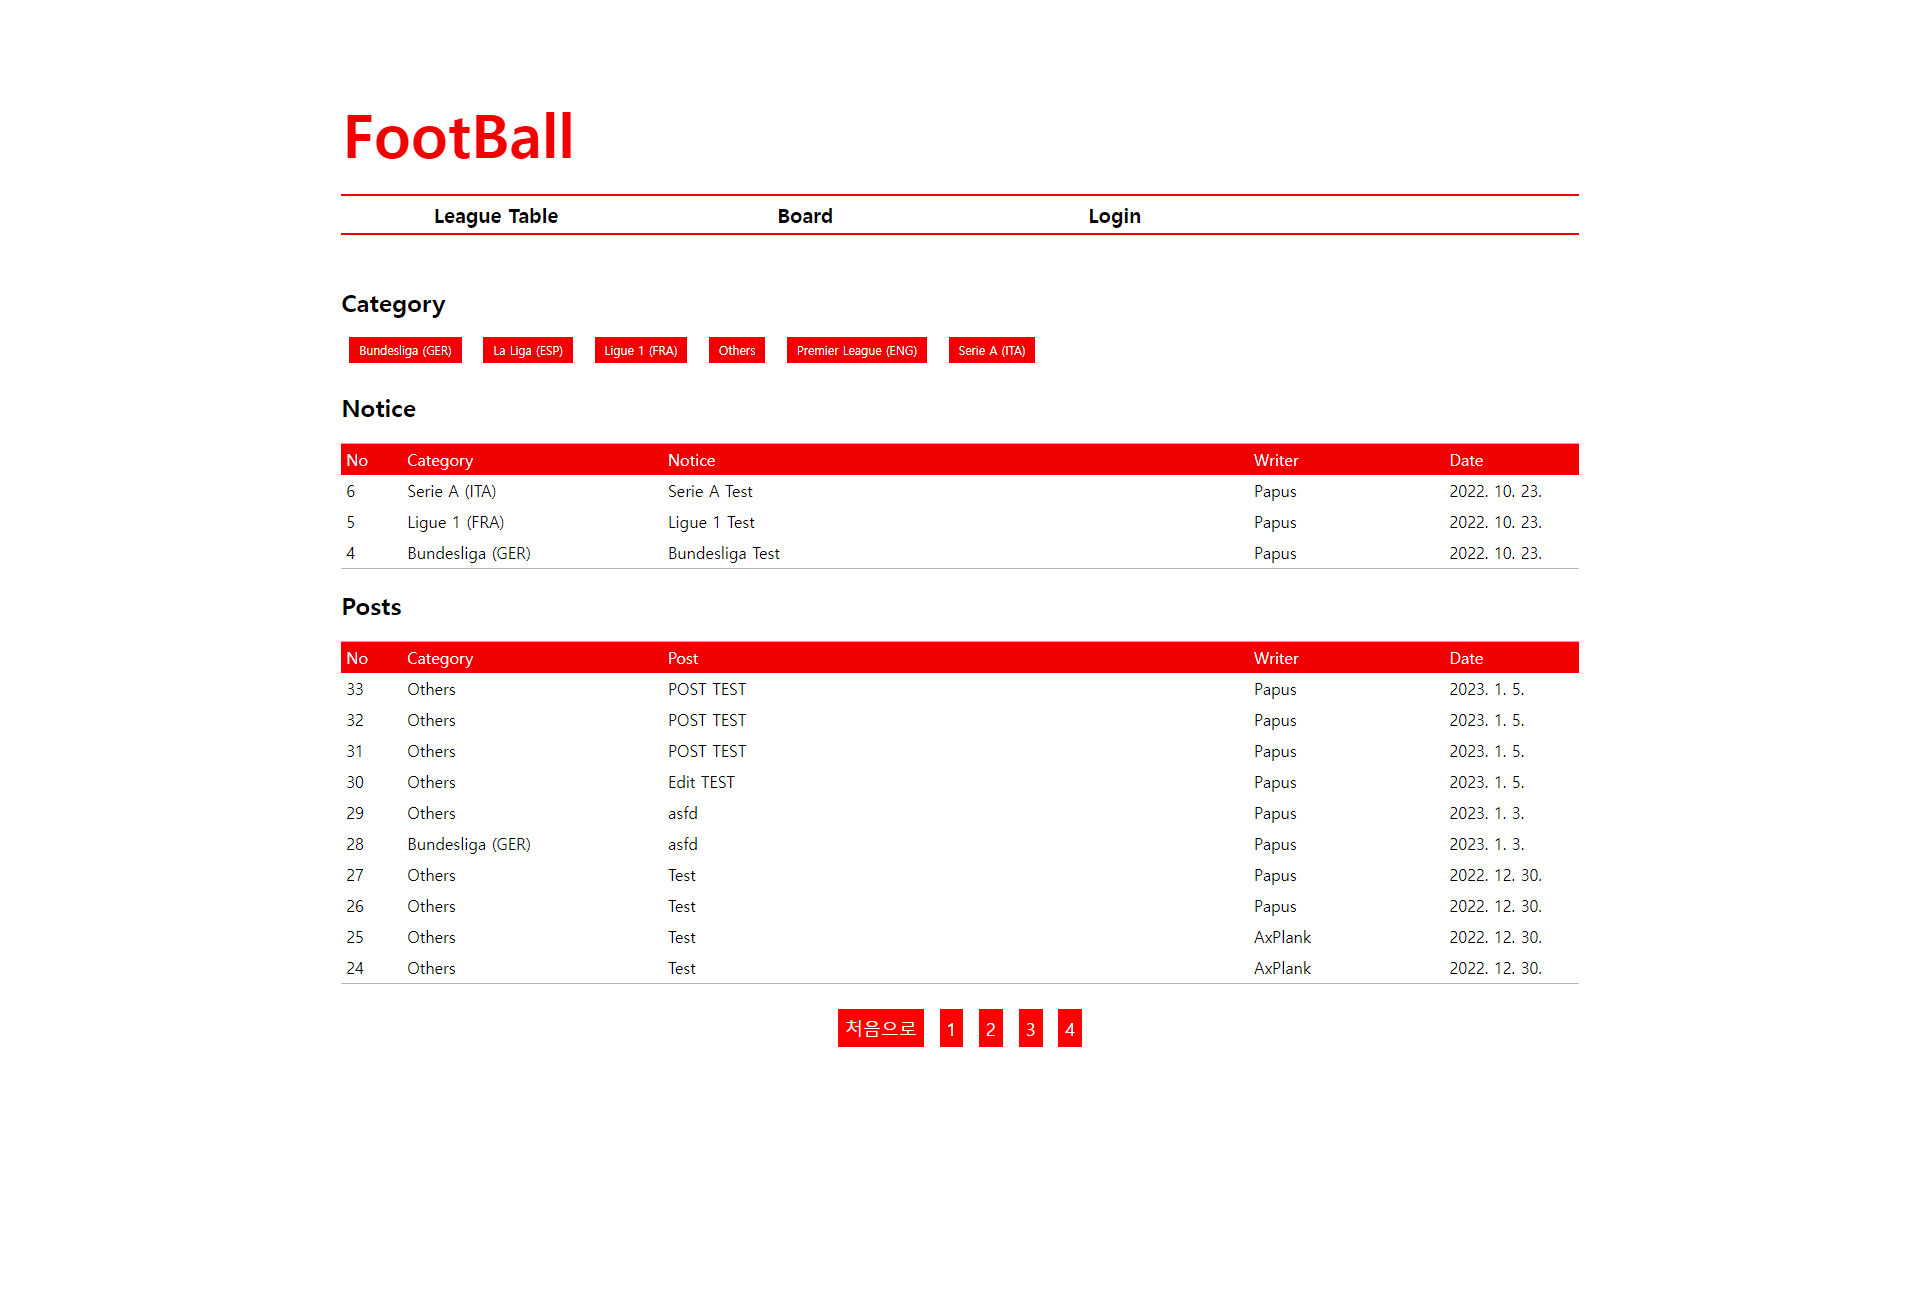 FootBall
League Table Board Login
Category
Bundesliga (GER) La Liga (ESP) Ligue 1 (FRA) Others Premier League (ENG) Serie A (ITA)
Notice
No Category Notice Writer Date
6 Serie A (ITA) Serie A Test Papus 2022. 10. 23.
5 Ligue 1 (FRA) Ligue 1 Test Papus 2022. 10. 23.
4 Bundesliga (GER) Bundesliga Test Papus 2022. 10. 23.
Posts
No Category Post Writer Date
33 Others POST TEST Papus 2023. 1. 5.
32 Others POST TEST Papus 2023. 1. 5.
31 Others POST TEST Papus 2023. 1. 5.
30 Others Edit TEST Papus 2023. 1. 5.
29 Others asfd Papus 2023. 1. 3.
28 Bundesliga (GER) asfd Papus 2023. 1. 3.
27 Others Test Papus 2022. 12. 30.
26 Others Test Papus 2022. 12. 30.
25 Others Test AxPlank 2022. 12. 30.
24 Others Test AxPlank 2022. 12. 30.
처음으로 1 2 3 4